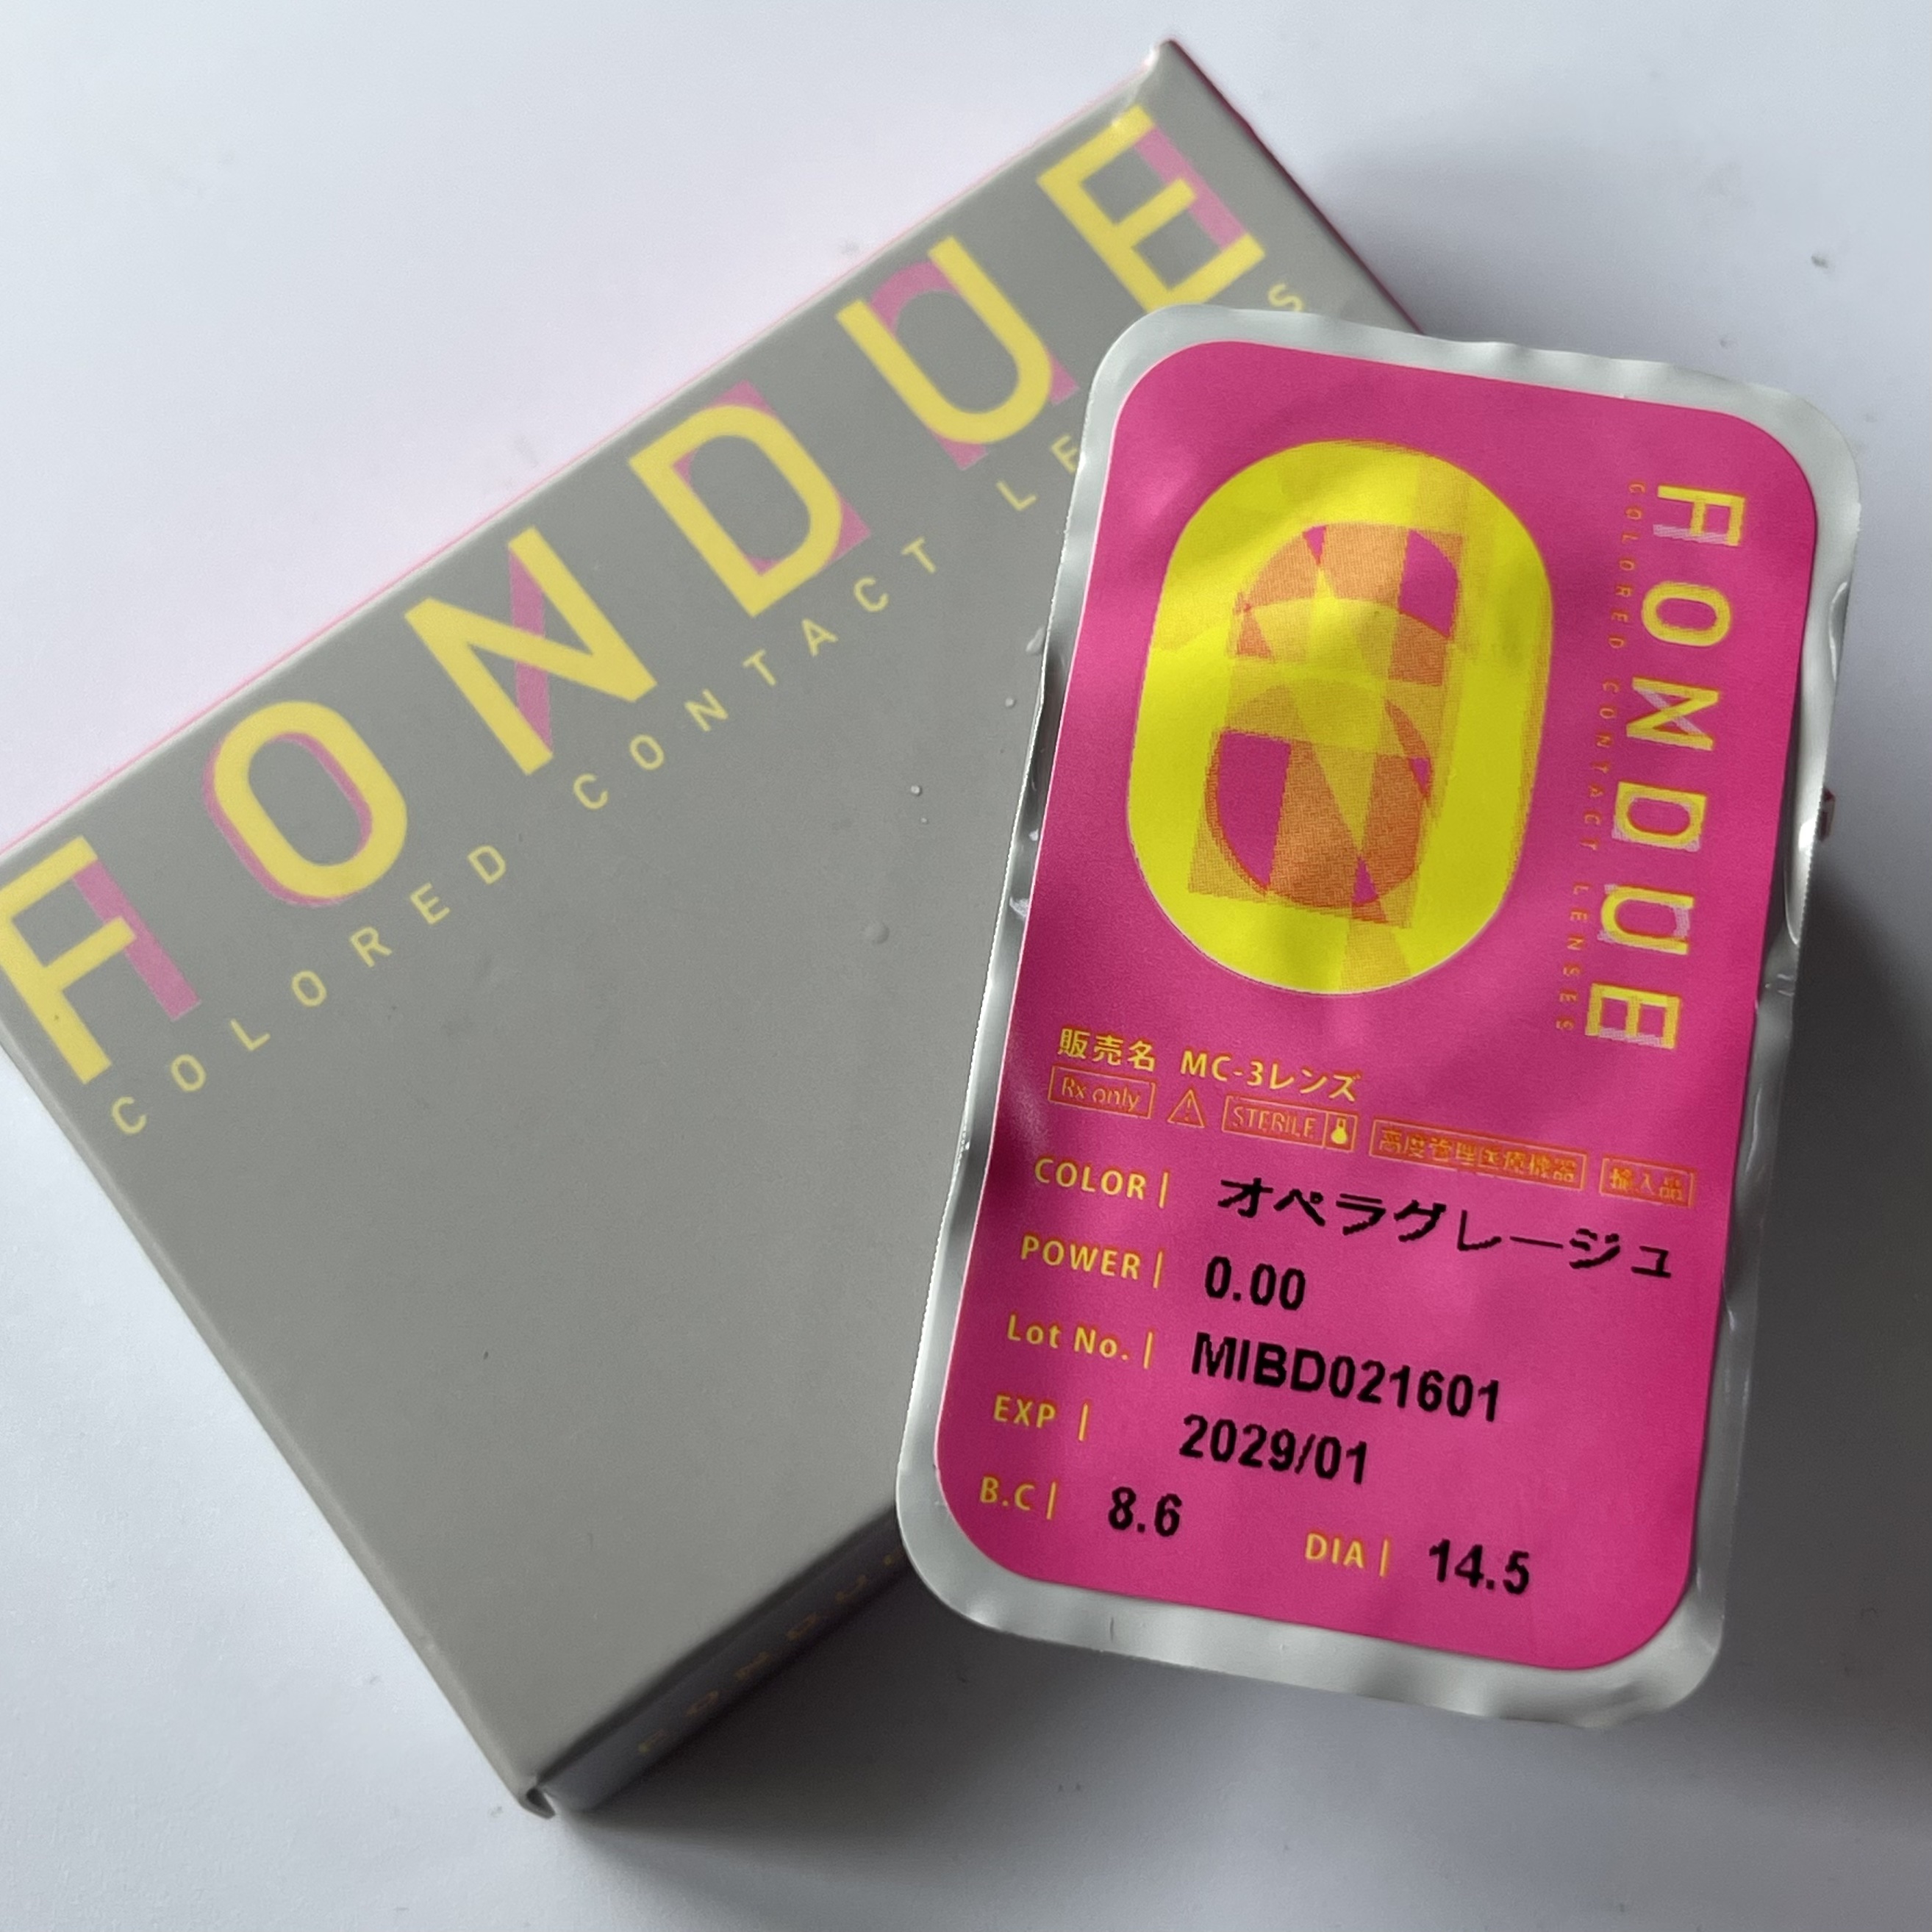 FONDUE
COLORED CONTACT LE S
FONDUE
COLORED CONTACT LENSES
販売名 MC-3レンズ
Rx only STERILE 高度管理医療機器 輸入品
COLOR | オペラグレージュ
POWER | 0.00
Lot No. | MIBD021601
EXP | 2029/01
B.C | 8.6 DIA | 14.5
FONDU